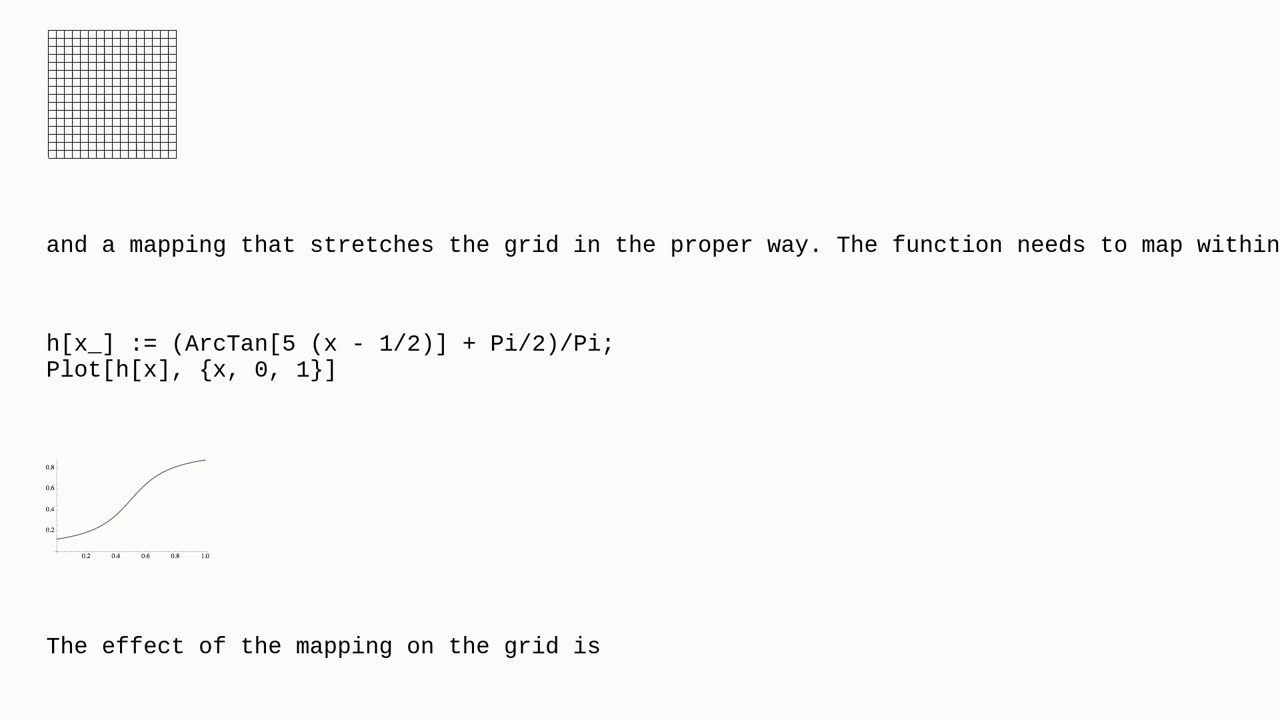 and a mapping that stretches the grid in the proper way. The function needs to map within
h[x_] := (ArcTan[5 (x - 1/2)] + Pi/2)/Pi;
Plot[h[x], {x, 0, 1}]
0.8
0.6
0.4
0.2
0.2 0.4 0.6 0.8 1.0
The effect of the mapping on the grid is